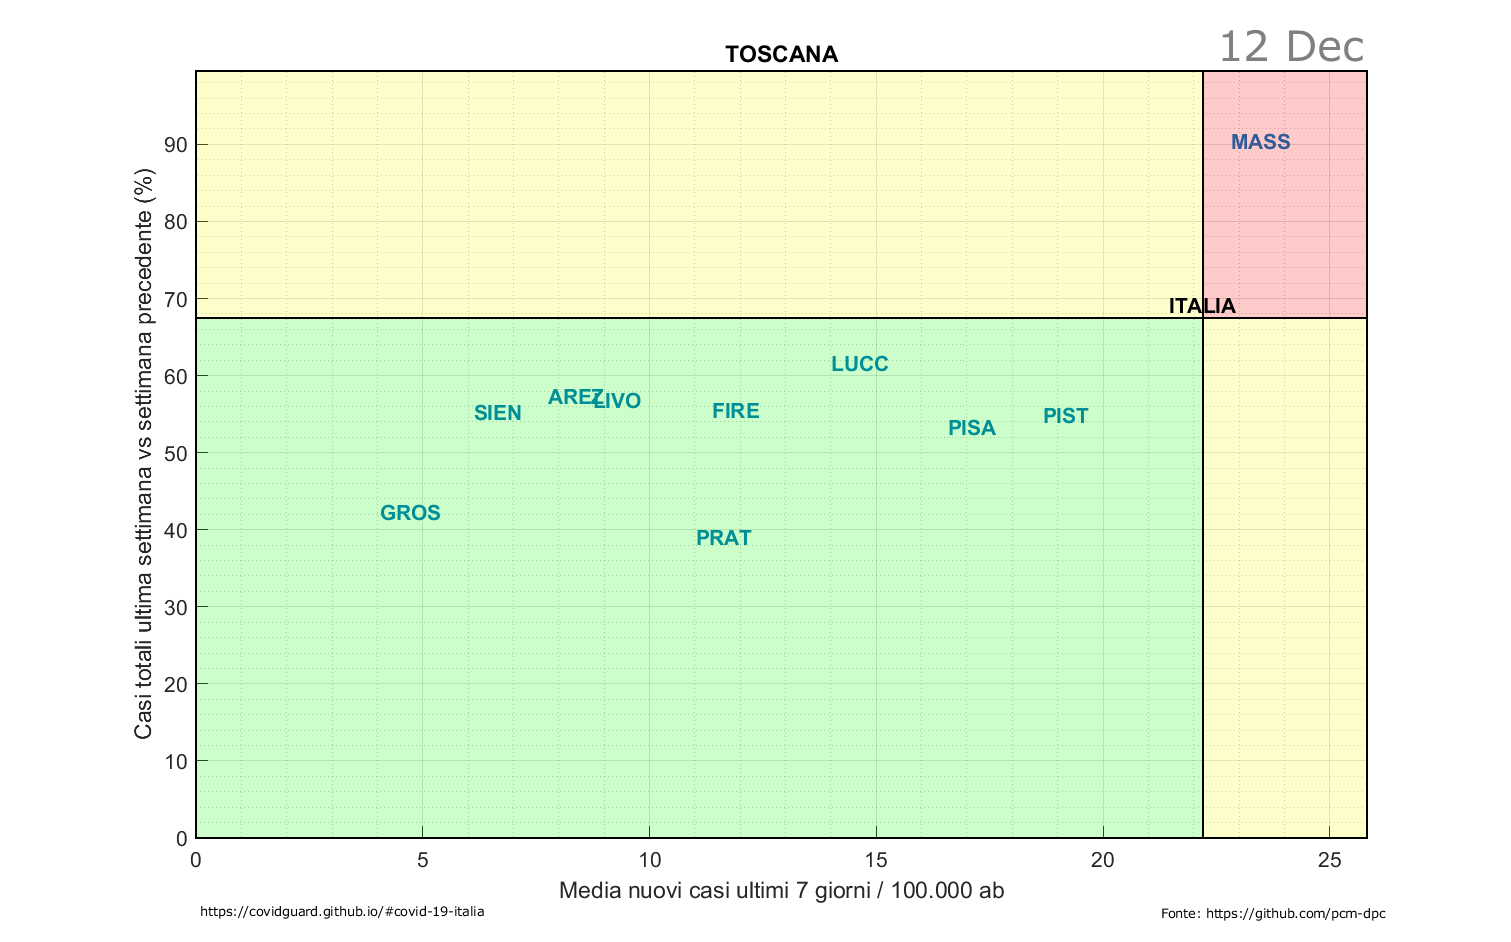 12 Dec
TOSCANA
Casi totali ultima settimana vs settimana precedente (%)
90
80
70
60
50
40
30
20
10
0
MASS
ITALIA
LUCC
AREZ
LIVO
SIEN
FIRE
PIST
PISA
GROS
PRAT
0 5 10 15 20 25
Media nuovi casi ultimi 7 giorni / 100.000 ab
https://covidguard.github.io/#covid-19-italia
Fonte: https://github.com/pcm-dpc